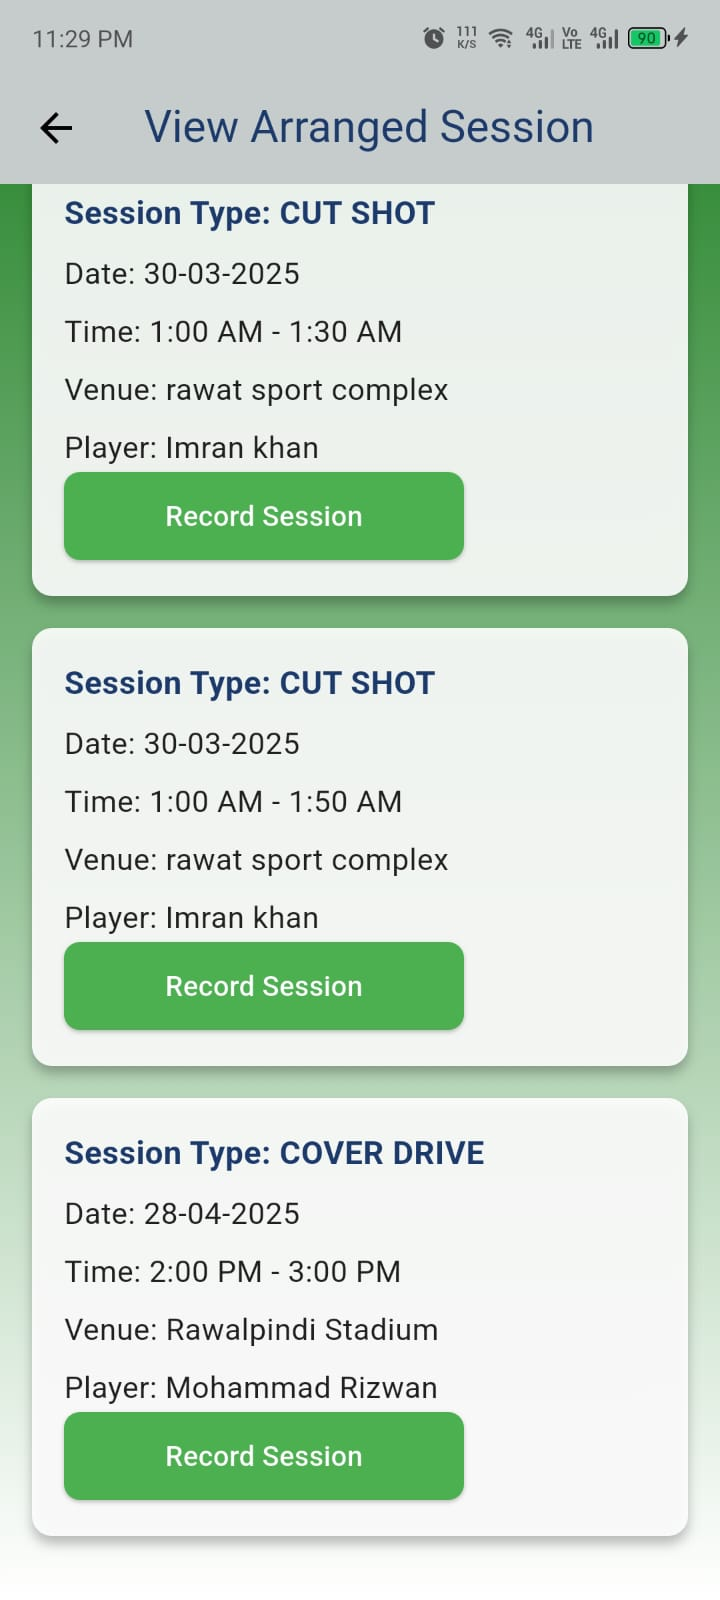 11:29 PM
111 K/S 4G Vo LTE 4G 90
View Arranged Session
Session Type: CUT SHOT
Date: 30-03-2025
Time: 1:00 AM - 1:30 AM
Venue: rawat sport complex
Player: Imran khan
Record Session
Session Type: CUT SHOT
Date: 30-03-2025
Time: 1:00 AM - 1:50 AM
Venue: rawat sport complex
Player: Imran khan
Record Session
Session Type: COVER DRIVE
Date: 28-04-2025
Time: 2:00 PM - 3:00 PM
Venue: Rawalpindi Stadium
Player: Mohammad Rizwan
Record Session